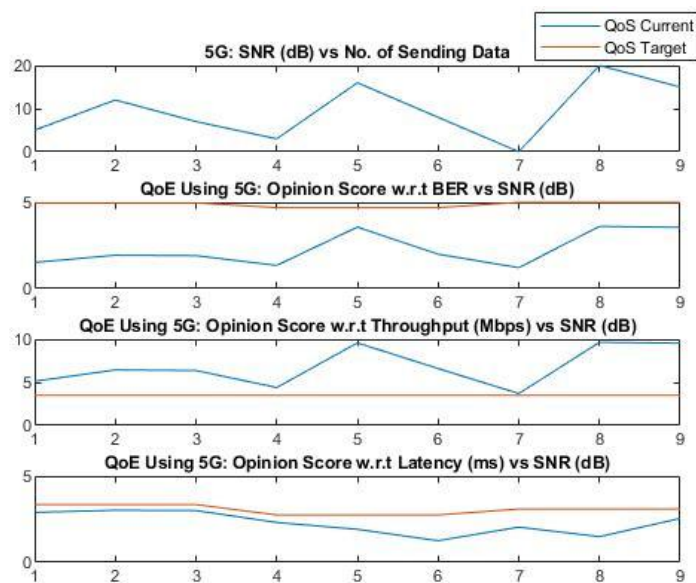 QoS Current
QoS Target
5G: SNR (dB) vs No. of Sending Data
20
10
0
1 2 3 4 5 6 7 8 9
QoE Using 5G: Opinion Score w.r.t BER vs SNR (dB)
5
0
1 2 3 4 5 6 7 8 9
QoE Using 5G: Opinion Score w.r.t Throughput (Mbps) vs SNR (dB)
10
5
0
1 2 3 4 5 6 7 8 9
QoE Using 5G: Opinion Score w.r.t Latency (ms) vs SNR (dB)
5
0
1 2 3 4 5 6 7 8 9